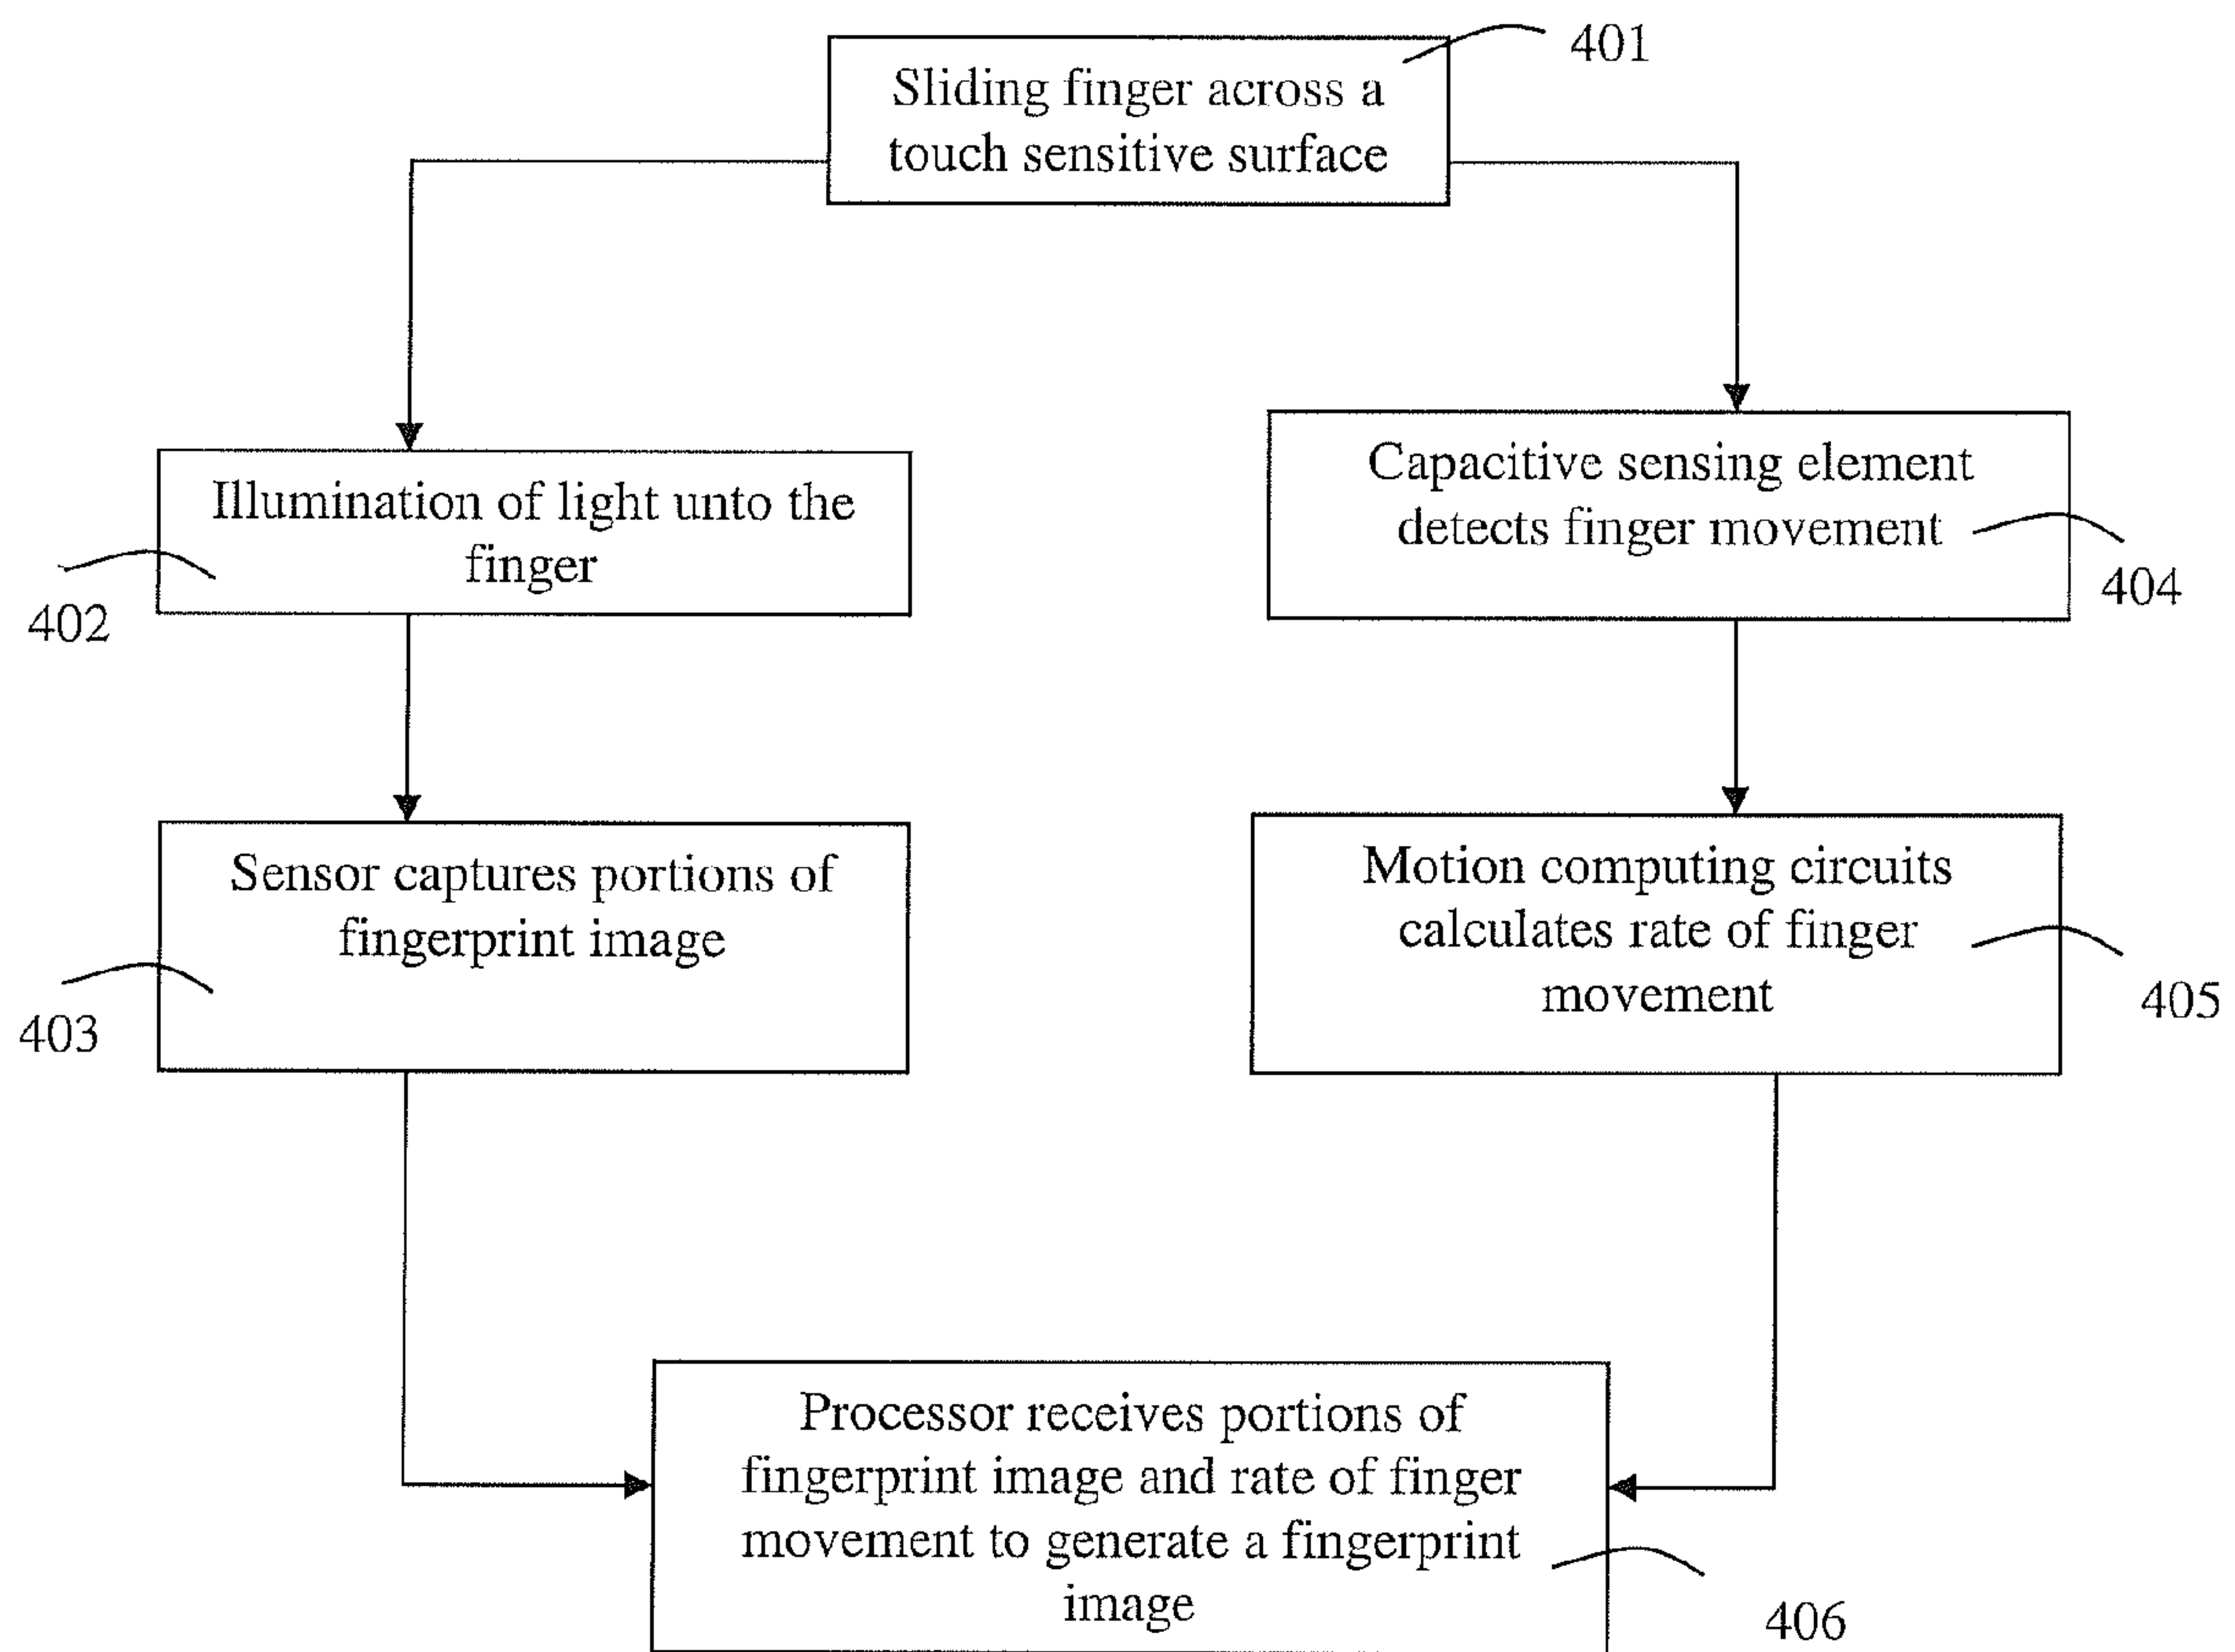 401
Sliding finger across a
touch sensitive surface
Illumination of light unto the
finger
402
Capacitive sensing element
detects finger movement
404
Sensor captures portions of
fingerprint image
403
Motion computing circuits
calculates rate of finger
movement
405
Processor receives portions of
fingerprint image and rate of finger
movement to generate a fingerprint
image
406